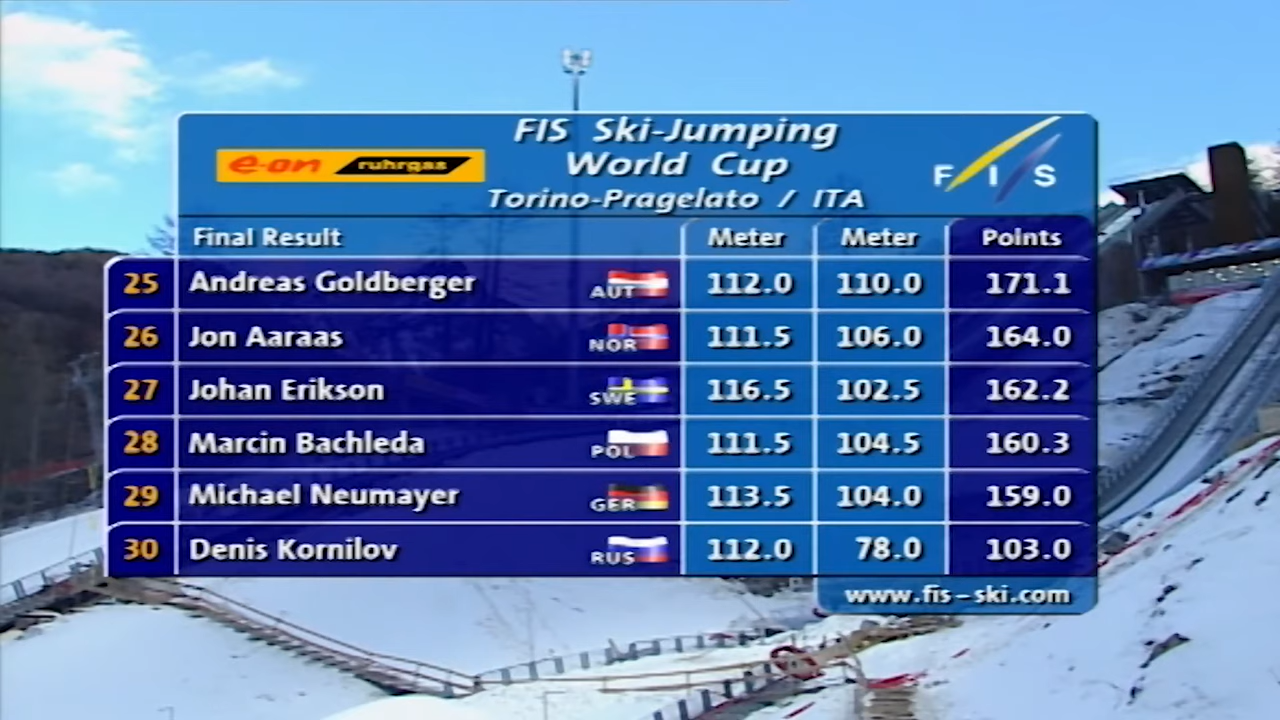 FIS Ski-Jumping
World Cup
Torino-Pragelato / ITA
e·on ruhrgas
F I S
Final Result Meter Meter Points
25 Andreas Goldberger AUT 112.0 110.0 171.1
26 Jon Aaraas NOR 111.5 106.0 164.0
27 Johan Erikson SWE 116.5 102.5 162.2
28 Marcin Bachleda POL 111.5 104.5 160.3
29 Michael Neumayer GER 113.5 104.0 159.0
30 Denis Kornilov RUS 112.0 78.0 103.0
www.fis-ski.com